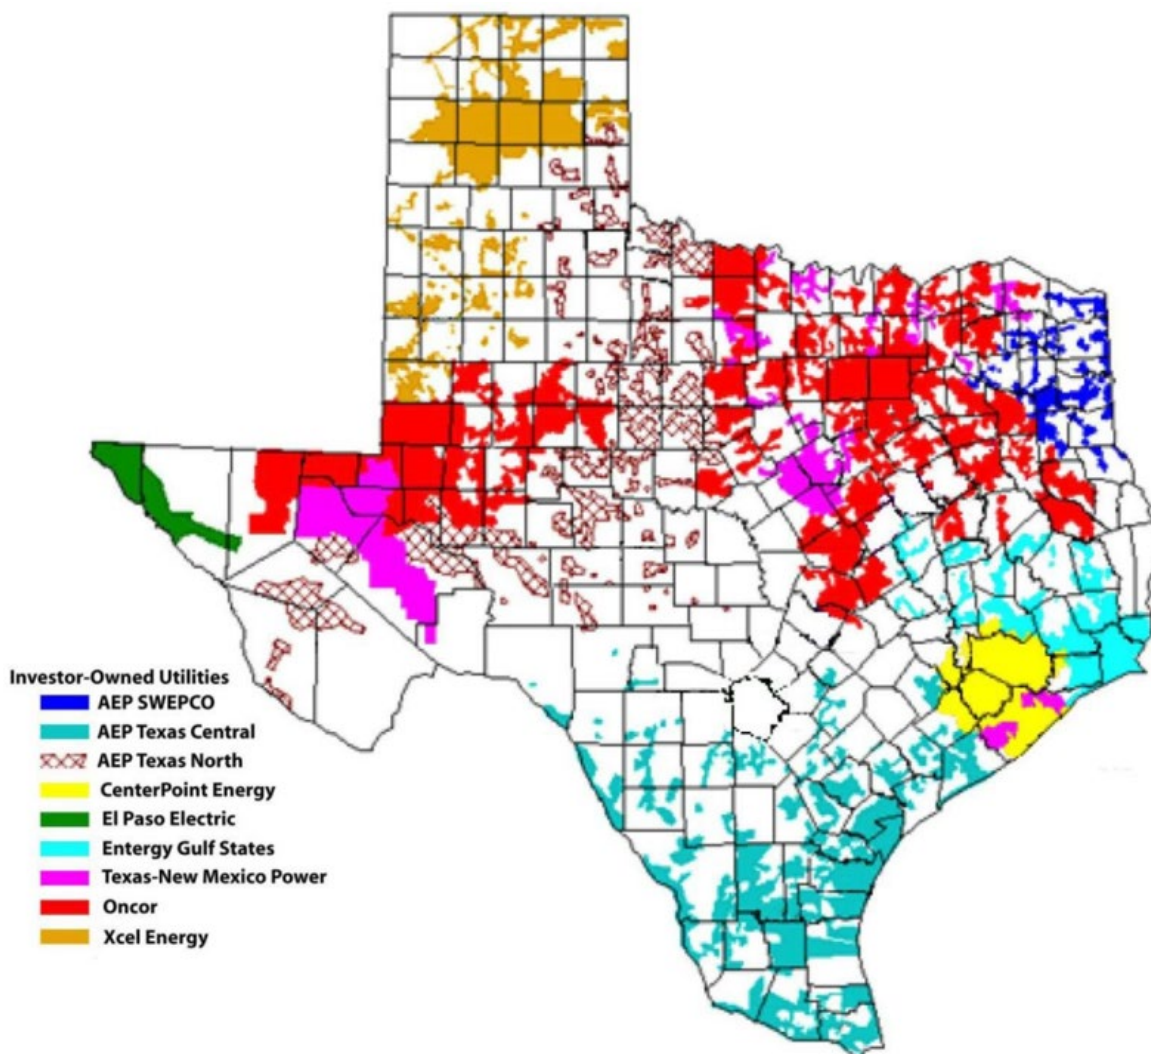 Investor-Owned Utilities
AEP SWEPCO
AEP Texas Central
AEP Texas North
CenterPoint Energy
El Paso Electric
Entergy Gulf States
Texas-New Mexico Power
Oncor
Xcel Energy